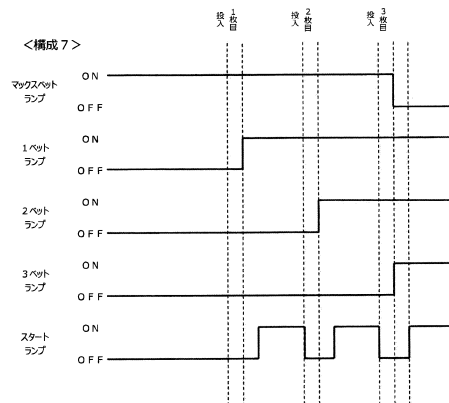 1枚目
投入
2枚目
投入
3枚目
投入
＜構成７＞
マックスベット
ランプ
ON
OFF
1ベット
ランプ
ON
OFF
2ベット
ランプ
ON
OFF
3ベット
ランプ
ON
OFF
スタート
ランプ
ON
OFF